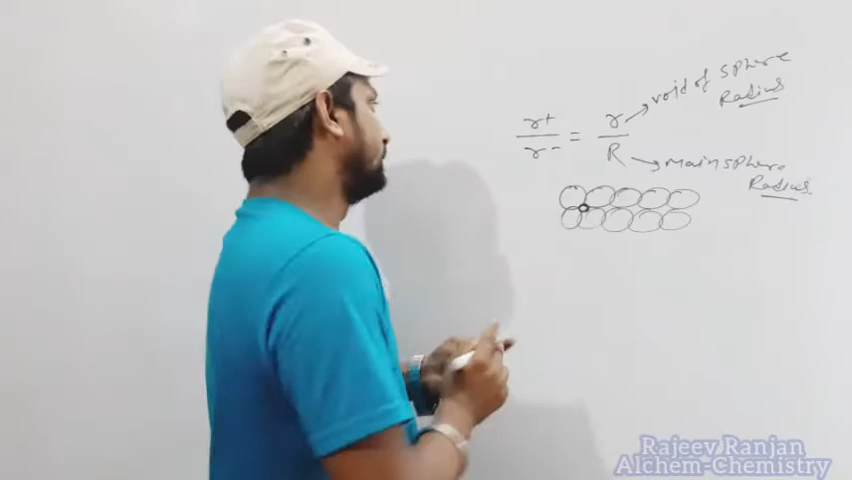 r+ / r- = r / R
void of sphere
Radius
main sphere
Radius.
Rajeev Ranjan
Alchem-Chemistry